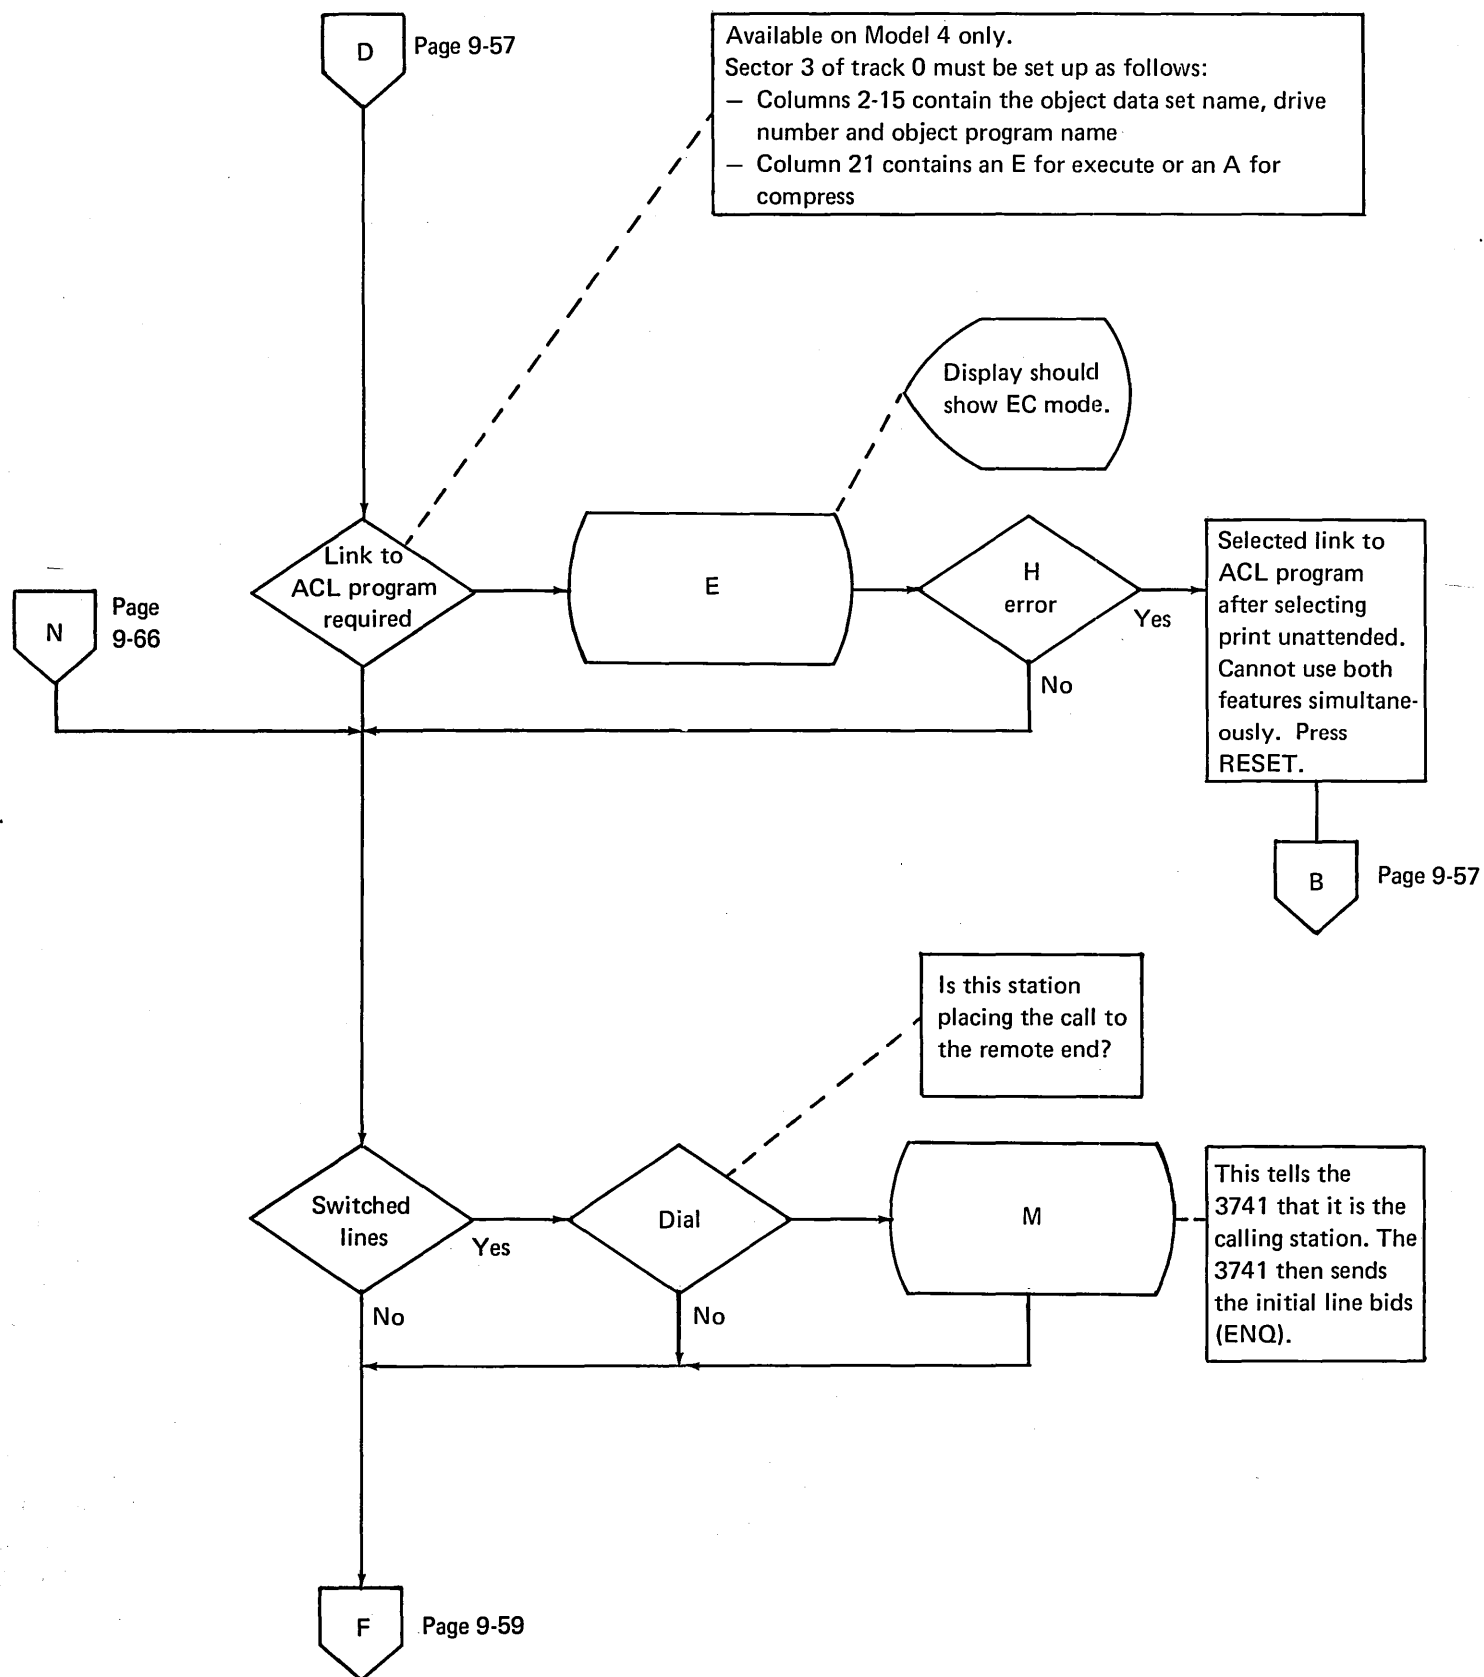 D
Page 9-57
Available on Model 4 only.
Sector 3 of track 0 must be set up as follows:
— Columns 2-15 contain the object data set name, drive
number and object program name
— Column 21 contains an E for execute or an A for
compress
Display should
show EC mode.
Link to
ACL program
required
E
H
error
Yes
No
Selected link to
ACL program
after selecting
print unattended.
Cannot use both
features simultane-
ously. Press
RESET.
N
Page
9-66
B
Page 9-57
Is this station
placing the call to
the remote end?
Switched
lines
Yes
No
Dial
No
M
This tells the
3741 that it is the
calling station. The
3741 then sends
the initial line bids
(ENQ).
F
Page 9-59